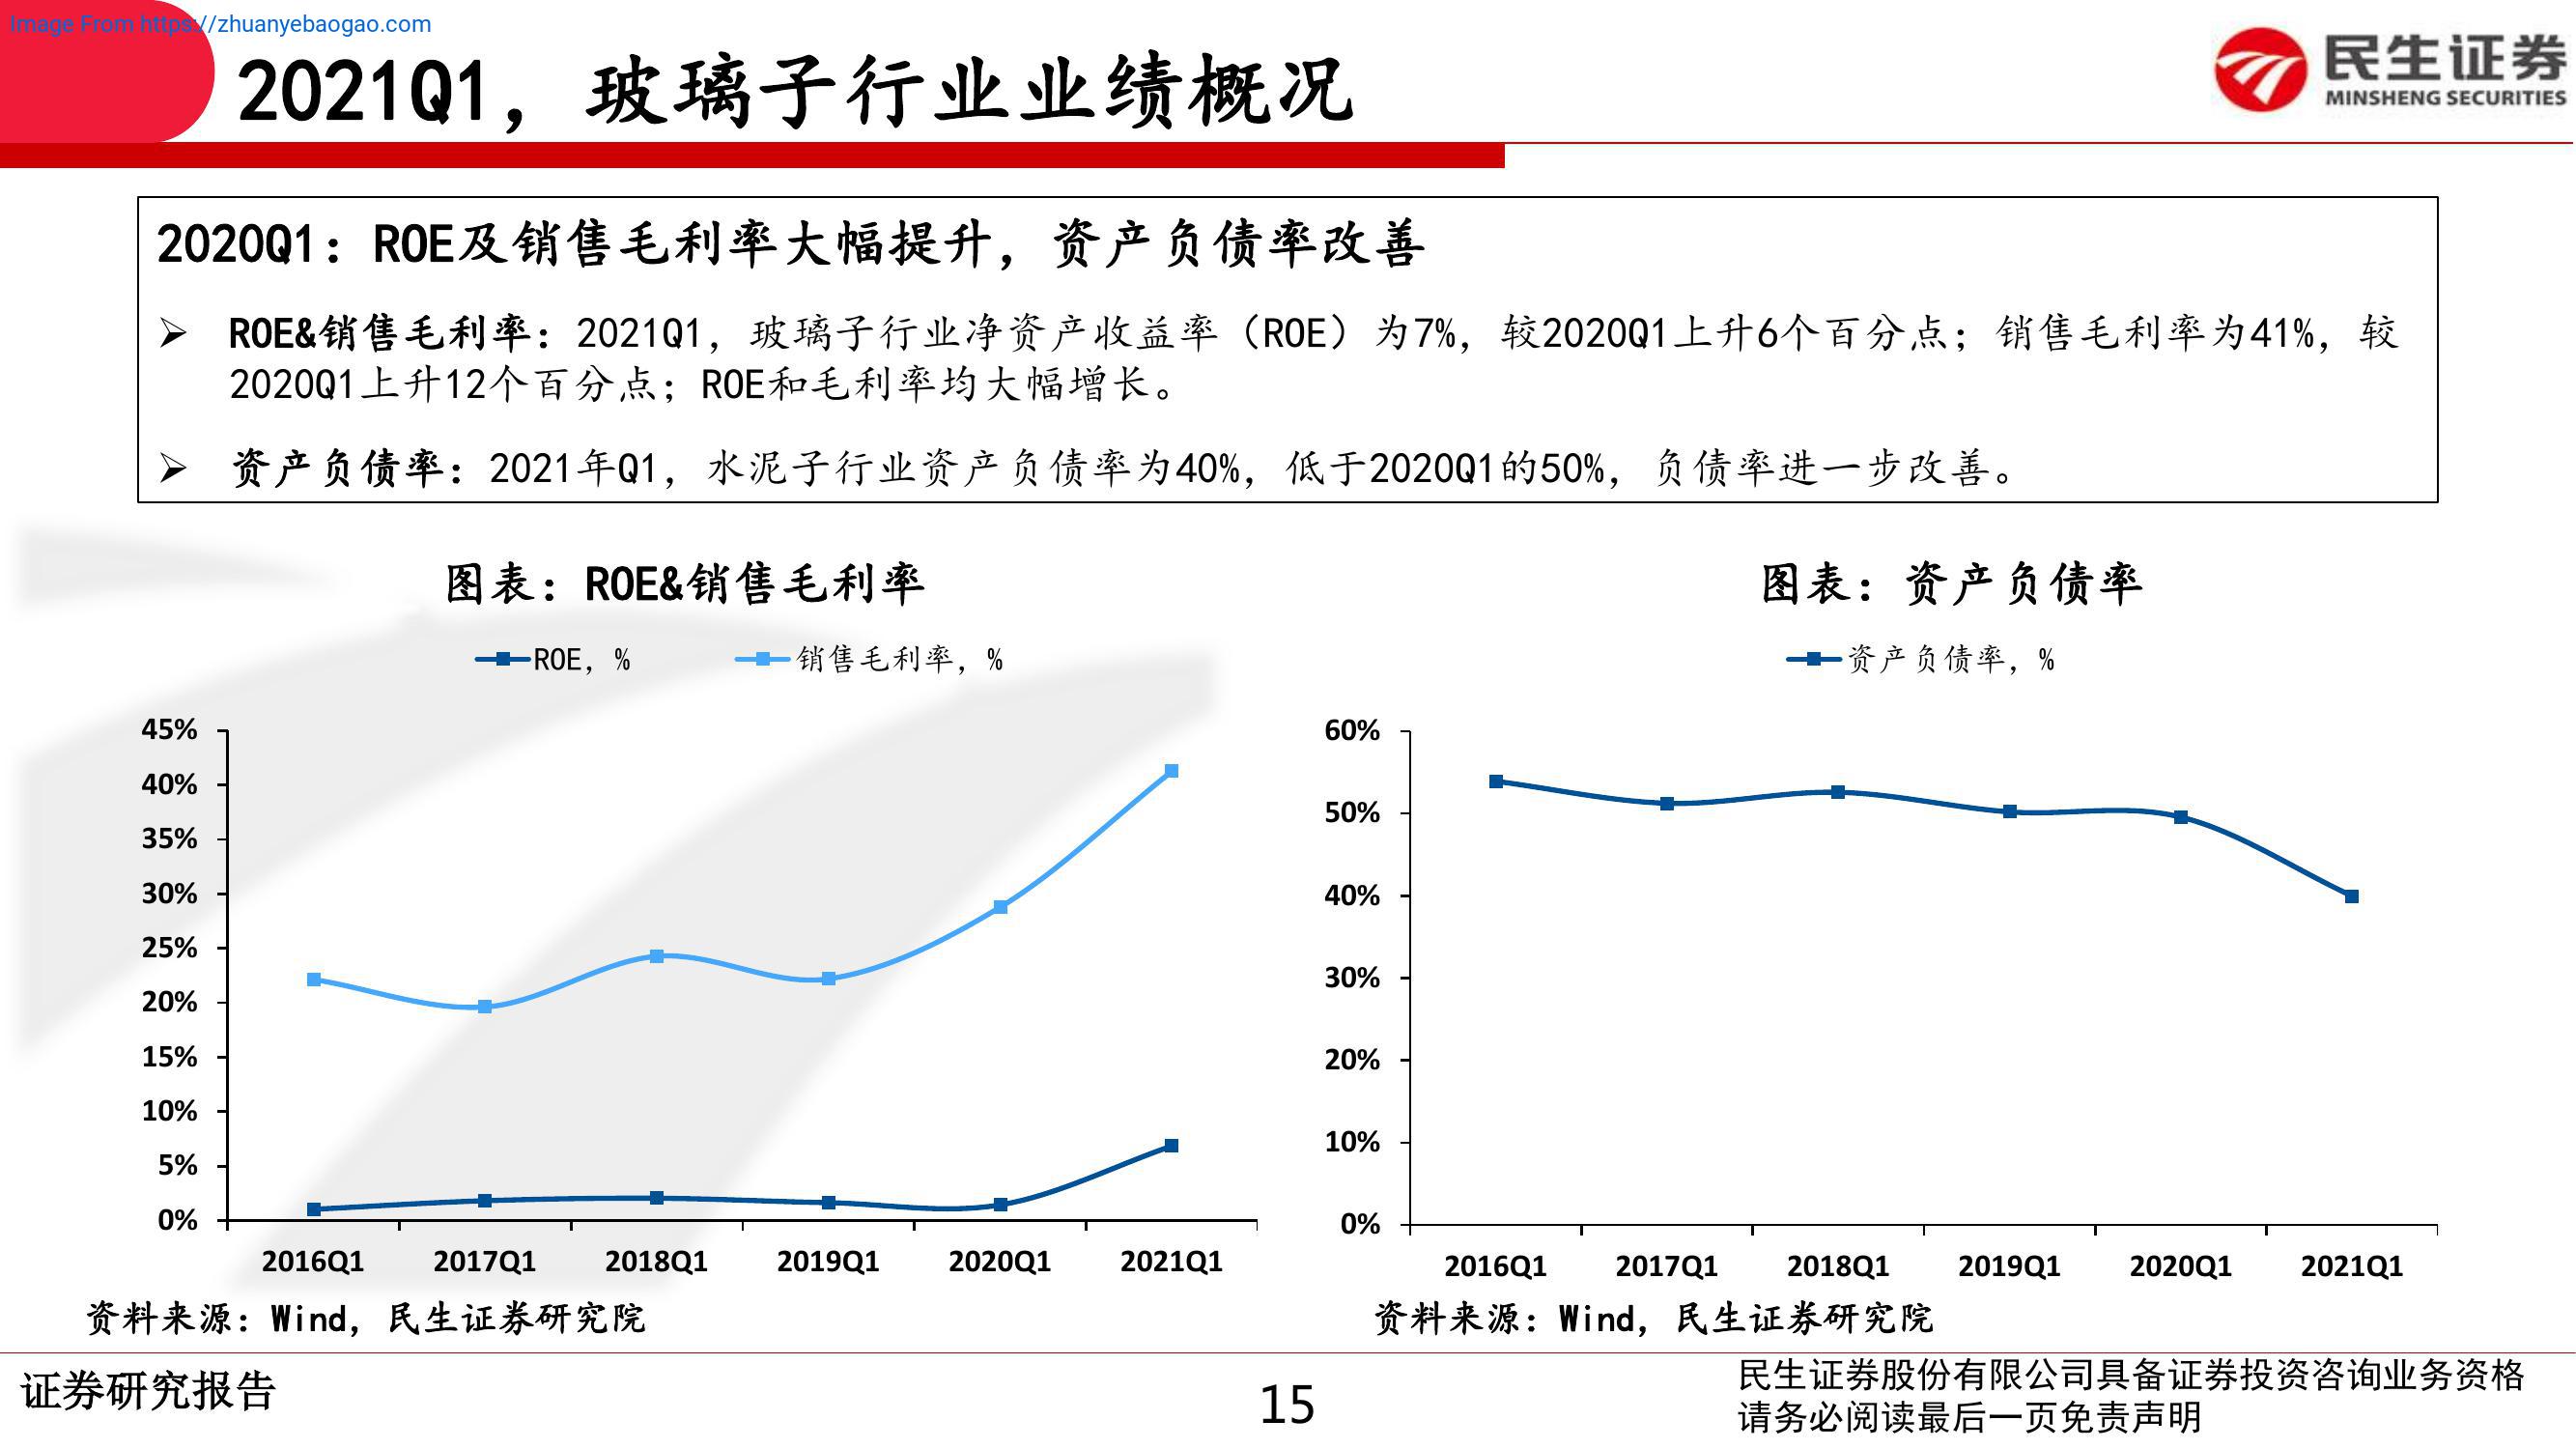 Image From https://zhuanyebaogao.com
2021Q1，玻璃子行业业绩概况
民生证券
MINSHENG SECURITIES
2020Q1：ROE及销售毛利率大幅提升，资产负债率改善
➢ ROE&销售毛利率：2021Q1，玻璃子行业净资产收益率（ROE）为7%，较2020Q1上升6个百分点；销售毛利率为41%，较
2020Q1上升12个百分点；ROE和毛利率均大幅增长。
➢ 资产负债率：2021年Q1，水泥子行业资产负债率为40%，低于2020Q1的50%，负债率进一步改善。
图表：ROE&销售毛利率
ROE，% 销售毛利率，%
45%
40%
35%
30%
25%
20%
15%
10%
5%
0%
2016Q1 2017Q1 2018Q1 2019Q1 2020Q1 2021Q1
资料来源：Wind，民生证券研究院
图表：资产负债率
资产负债率，%
60%
50%
40%
30%
20%
10%
0%
2016Q1 2017Q1 2018Q1 2019Q1 2020Q1 2021Q1
资料来源：Wind，民生证券研究院
证券研究报告
15
民生证券股份有限公司具备证券投资咨询业务资格
请务必阅读最后一页免责声明